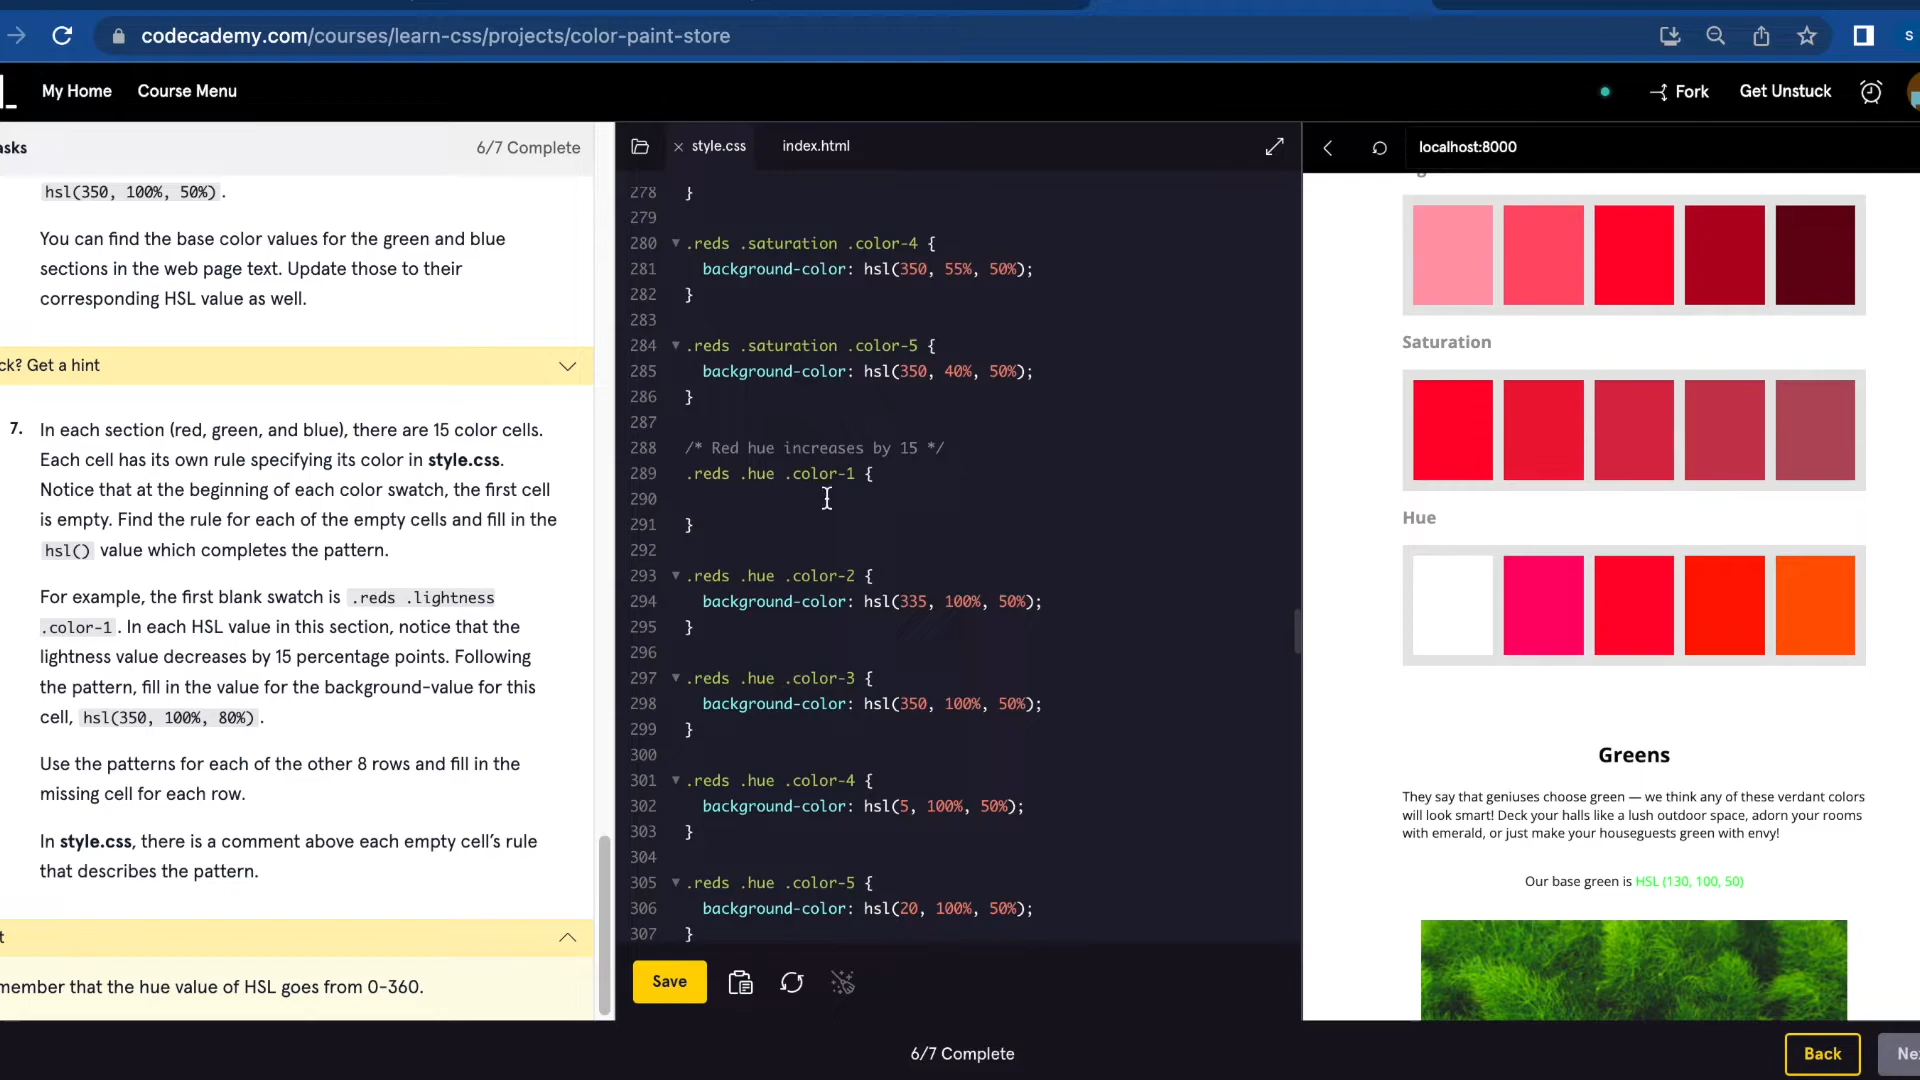 codecademy.com/courses/learn-css/projects/color-paint-store
S
My Home
Course Menu
Fork
Get Unstuck
asks
6/7 Complete
hsl(350, 100%, 50%).
You can find the base color values for the green and blue
sections in the web page text. Update those to their
corresponding HSL value as well.
ck? Get a hint
7. In each section (red, green, and blue), there are 15 color cells.
Each cell has its own rule specifying its color in style.css.
Notice that at the beginning of each color swatch, the first cell
is empty. Find the rule for each of the empty cells and fill in the
hsl() value which completes the pattern.
For example, the first blank swatch is .reds .lightness
.color-1. In each HSL value in this section, notice that the
lightness value decreases by 15 percentage points. Following
the pattern, fill in the value for the background-value for this
cell, hsl(350, 100%, 80%).
Use the patterns for each of the other 8 rows and fill in the
missing cell for each row.
In style.css, there is a comment above each empty cell's rule
that describes the pattern.
t
member that the hue value of HSL goes from 0-360.
style.css
index.html
278 }
279
280 .reds .saturation .color-4 {
281 background-color: hsl(350, 55%, 50%);
282 }
283
284 .reds .saturation .color-5 {
285 background-color: hsl(350, 40%, 50%);
286 }
287
288 /* Red hue increases by 15 */
289 .reds .hue .color-1 {
290
291 }
292
293 .reds .hue .color-2 {
294 background-color: hsl(335, 100%, 50%);
295 }
296
297 .reds .hue .color-3 {
298 background-color: hsl(350, 100%, 50%);
299 }
300
301 .reds .hue .color-4 {
302 background-color: hsl(5, 100%, 50%);
303 }
304
305 .reds .hue .color-5 {
306 background-color: hsl(20, 100%, 50%);
307 }
Save
localhost:8000
Saturation
Hue
Greens
They say that geniuses choose green — we think any of these verdant colors
will look smart! Deck your halls like a lush outdoor space, adorn your rooms
with emerald, or just make your houseguests green with envy!
Our base green is HSL (130, 100, 50)
6/7 Complete
Back
Ne